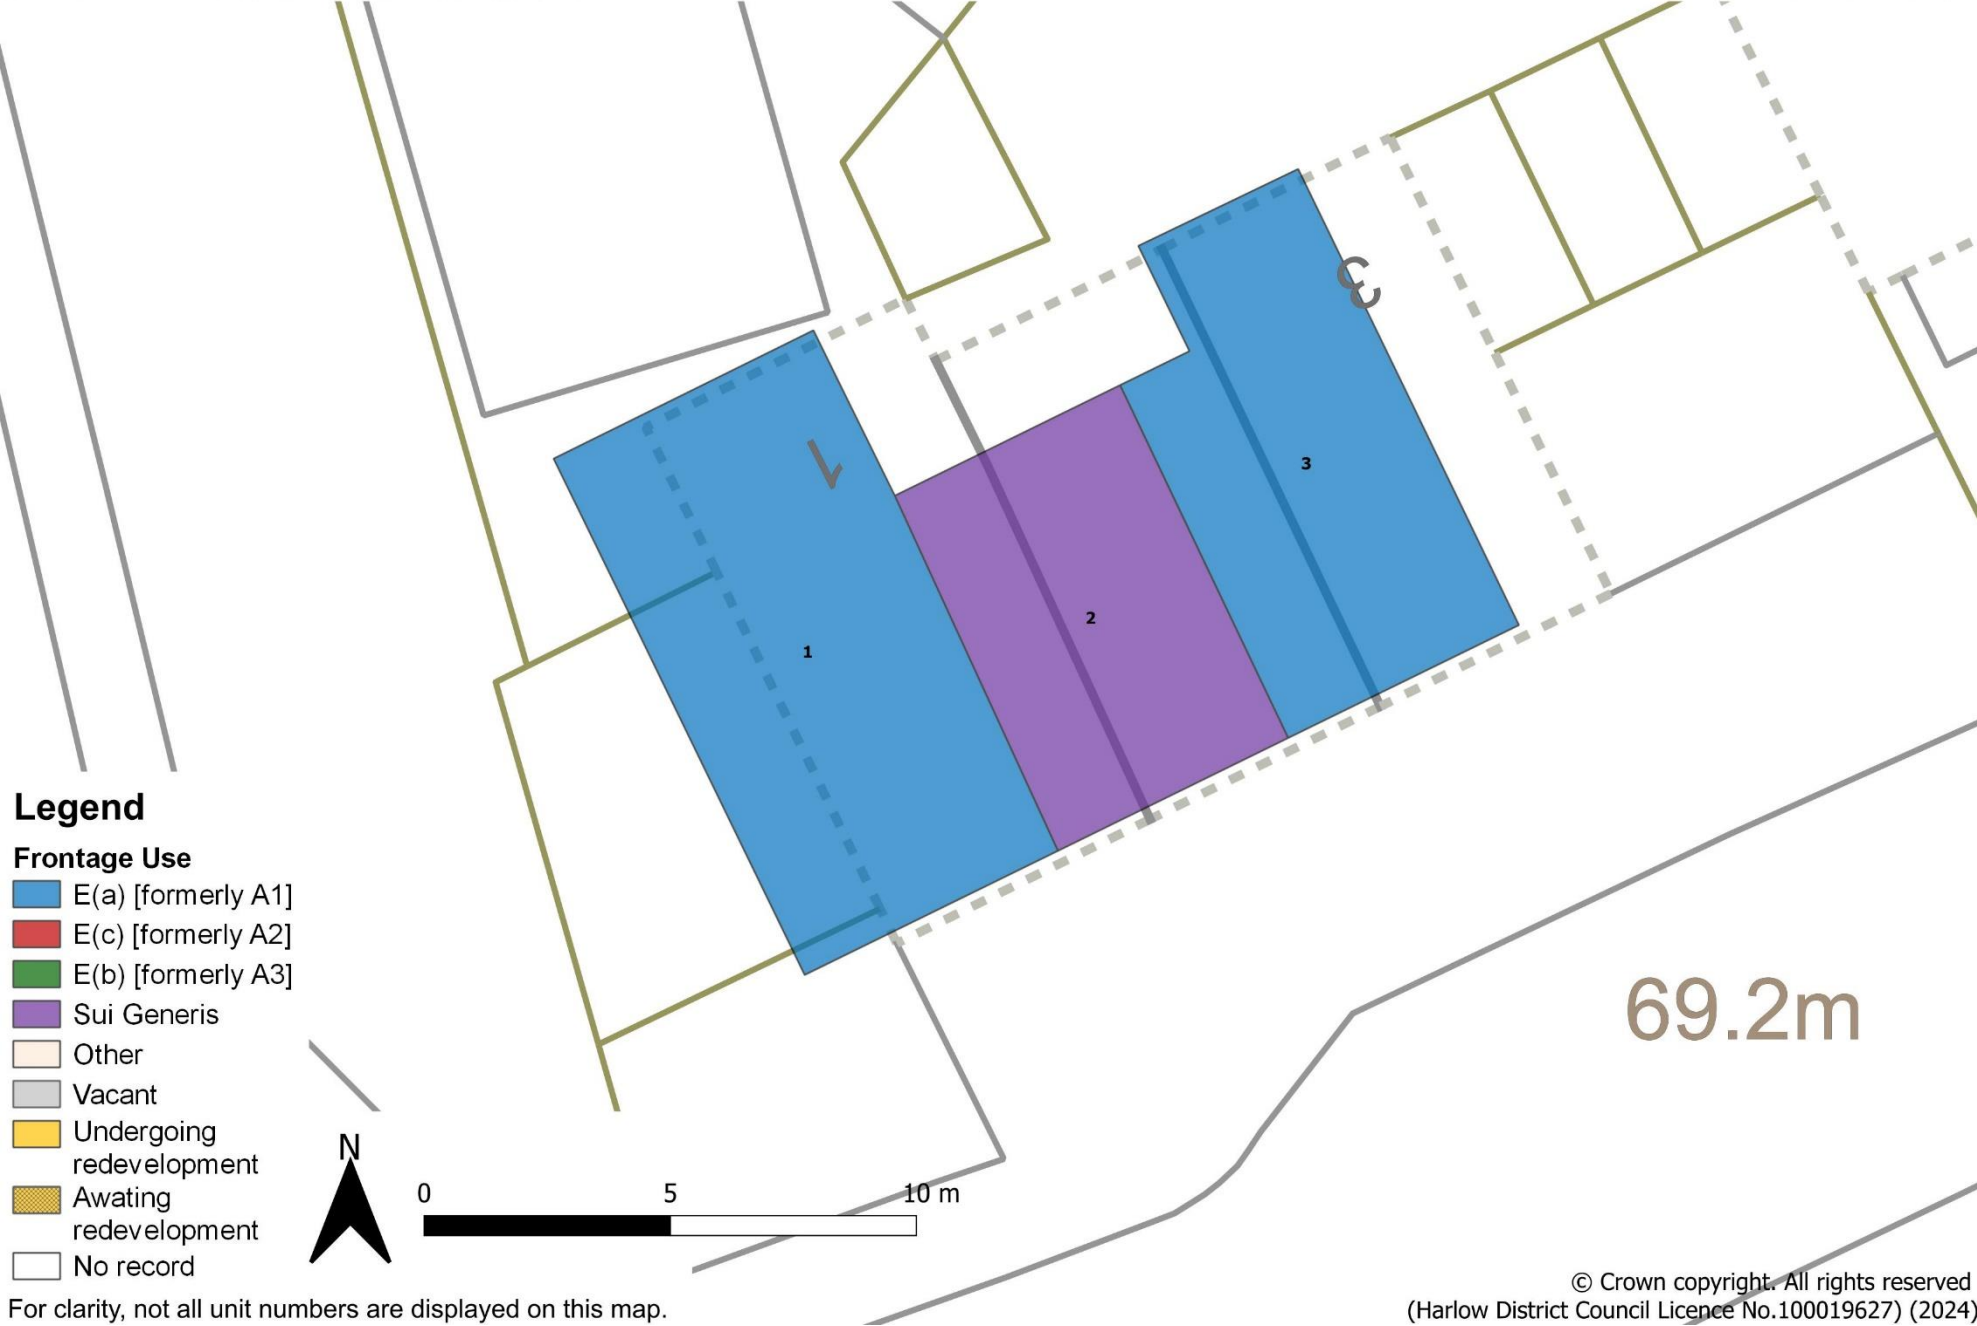 3
1
3
2
1
69.2m
Legend
Frontage Use
E(a) [formerly A1]
E(c) [formerly A2]
E(b) [formerly A3]
Sui Generis
Other
Vacant
Undergoing
redevelopment
Awating
redevelopment
No record
N
0 5 10 m
© Crown copyright. All rights reserved
(Harlow District Council Licence No.100019627) (2024)
For clarity, not all unit numbers are displayed on this map.